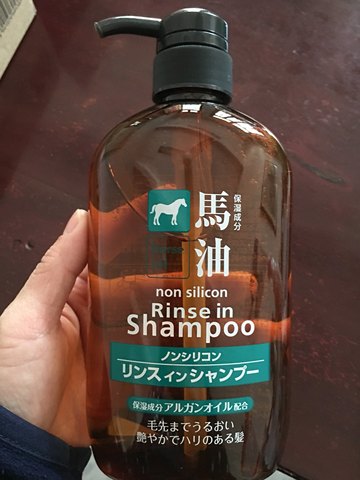 馬油
保湿成分
non silicon
Rinse in
Shampoo
ノンシリコン
リンスインシャンプー
保湿成分アルガンオイル配合
毛先までうるおい
艶やかでハリのある髪